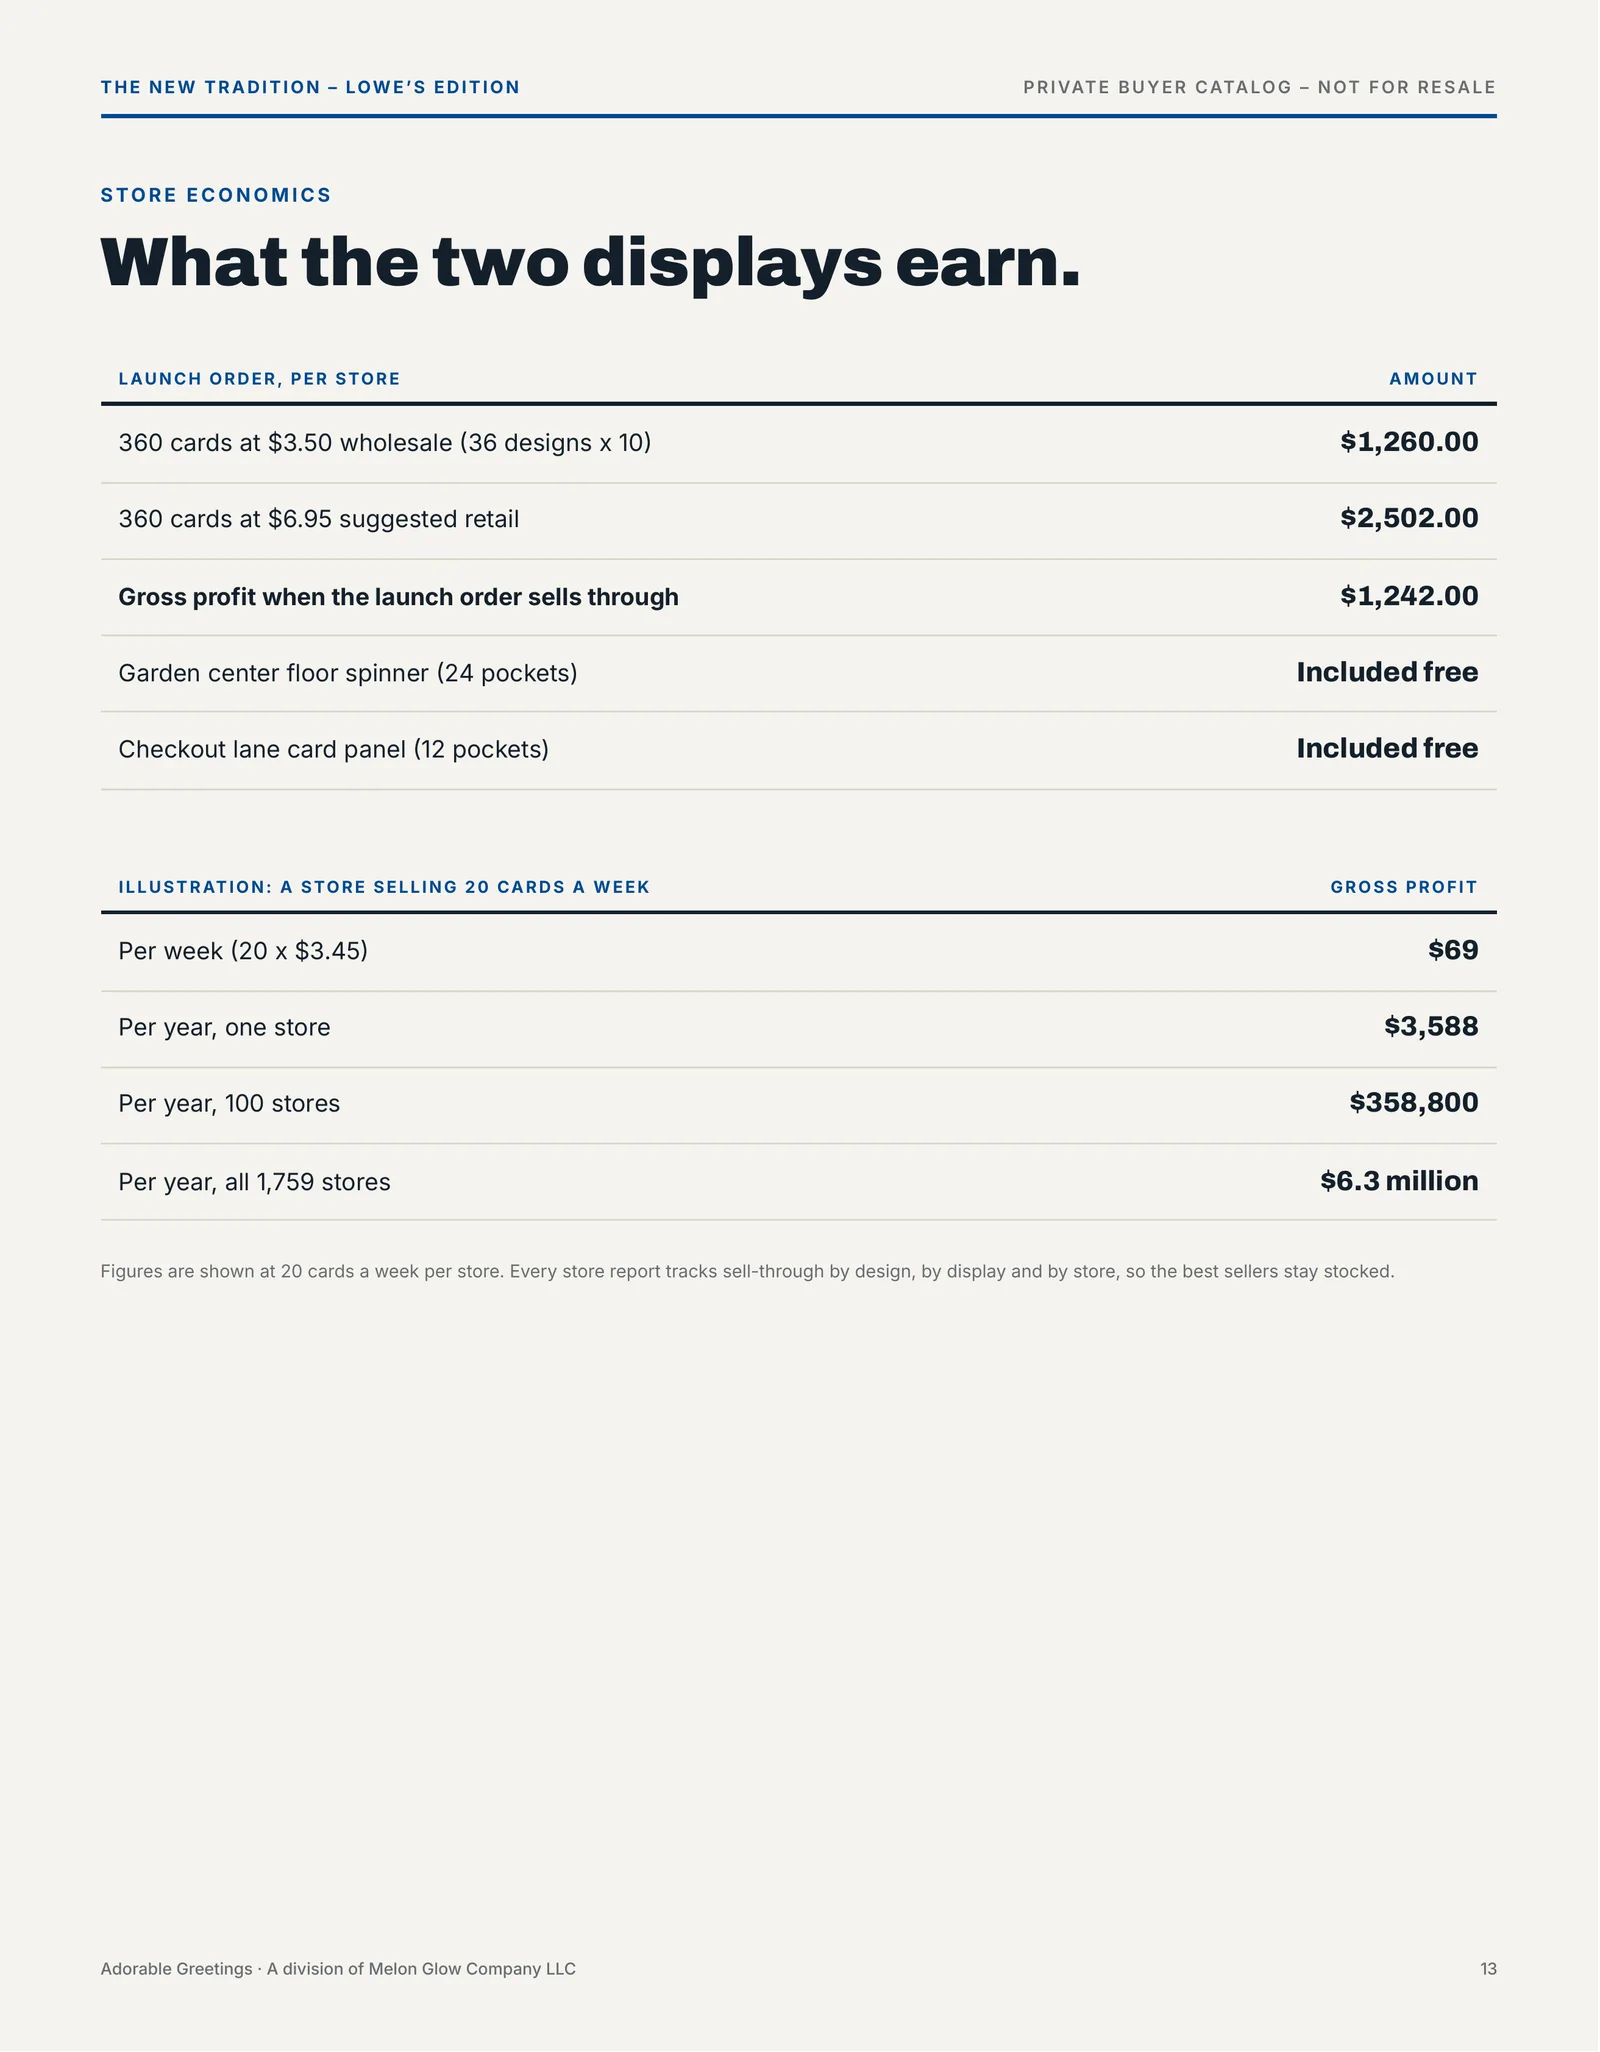 THE NEW TRADITION – LOWE’S EDITION
PRIVATE BUYER CATALOG – NOT FOR RESALE
STORE ECONOMICS
What the two displays earn.
LAUNCH ORDER, PER STORE AMOUNT
360 cards at $3.50 wholesale (36 designs x 10) $1,260.00
360 cards at $6.95 suggested retail $2,502.00
Gross profit when the launch order sells through $1,242.00
Garden center floor spinner (24 pockets) Included free
Checkout lane card panel (12 pockets) Included free
ILLUSTRATION: A STORE SELLING 20 CARDS A WEEK GROSS PROFIT
Per week (20 x $3.45) $69
Per year, one store $3,588
Per year, 100 stores $358,800
Per year, all 1,759 stores $6.3 million
Figures are shown at 20 cards a week per store. Every store report tracks sell-through by design, by display and by store, so the best sellers stay stocked.
Adorable Greetings · A division of Melon Glow Company LLC 13